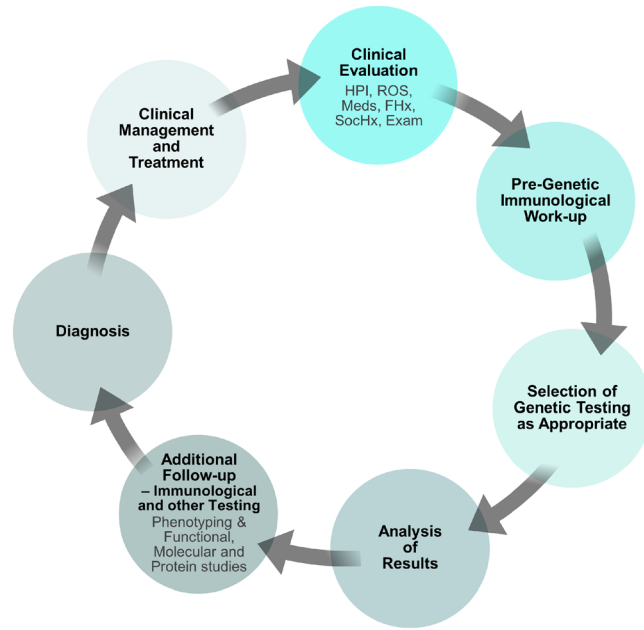 Clinical
Evaluation
HPI, ROS,
Meds, FHx,
SocHx, Exam
Pre-Genetic
Immunological
Work-up
Selection of
Genetic Testing
as Appropriate
Analysis
of
Results
Additional
Follow-up
– Immunological
and other Testing
Phenotyping &
Functional,
Molecular and
Protein studies
Diagnosis
Clinical
Management
and
Treatment